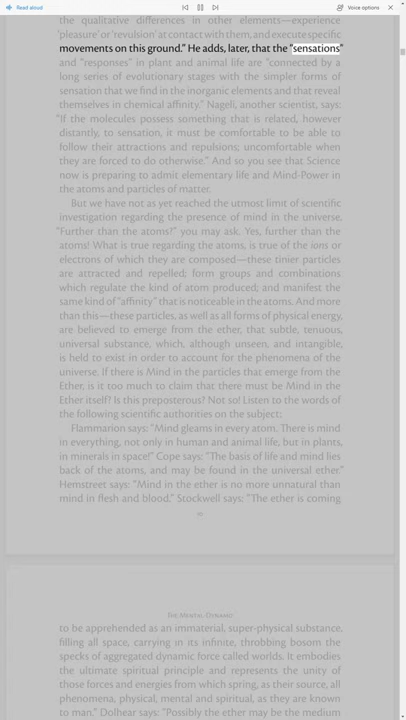 Read aloud
Voice options
the qualitative differences in other elements—experience
'pleasure' or 'revulsion' at contact with them, and execute specific
movements on this ground." He adds, later, that the "sensations"
and "responses" in plant and animal life are "connected by a
long series of evolutionary stages with the simpler forms of
sensation that we find in the inorganic elements and that reveal
themselves in chemical affinity." Nageli, another scientist, says:
"If the molecules possess something that is related, however
distantly, to sensation, it must be comfortable to be able to
follow their attractions and repulsions; uncomfortable when
they are forced to do otherwise." And so you see that Science
now is preparing to admit elementary life and Mind-Power in
the atoms and particles of matter.
But we have not as yet reached the utmost limit of scientific
investigation regarding the presence of mind in the universe.
"Further than the atoms?" you may ask. Yes, further than the
atoms! What is true regarding the atoms, is true of the ions or
electrons of which they are composed—these tinier particles
are attracted and repelled; form groups and combinations
which regulate the kind of atom produced; and manifest the
same kind of "affinity" that is noticeable in the atoms. And more
than this—these particles, as well as all forms of physical energy,
are believed to emerge from the ether, that subtle, tenuous,
universal substance, which, although unseen, and intangible,
is held to exist in order to account for the phenomena of the
universe. If there is Mind in the particles that emerge from the
Ether, is it too much to claim that there must be Mind in the
Ether itself? Is this preposterous? Not so! Listen to the words of
the following scientific authorities on the subject:
Flammarion says: "Mind gleams in every atom. There is mind
in everything, not only in human and animal life, but in plants,
in minerals in space!" Cope says: "The basis of life and mind lies
back of the atoms, and may be found in the universal ether."
Hemstreet says: "Mind in the ether is no more unnatural than
mind in flesh and blood." Stockwell says: "The ether is coming
The Mental Dynamo
to be apprehended as an immaterial, super-physical substance,
filling all space, carrying in its infinite, throbbing bosom the
specks of aggregated dynamic force called worlds. It embodies
the ultimate spiritual principle and represents the unity of
those forces and energies from which spring, as their source, all
phenomena, physical, mental and spiritual, as they are known
to man." Dolhear says: "Possibly the ether may be the medium